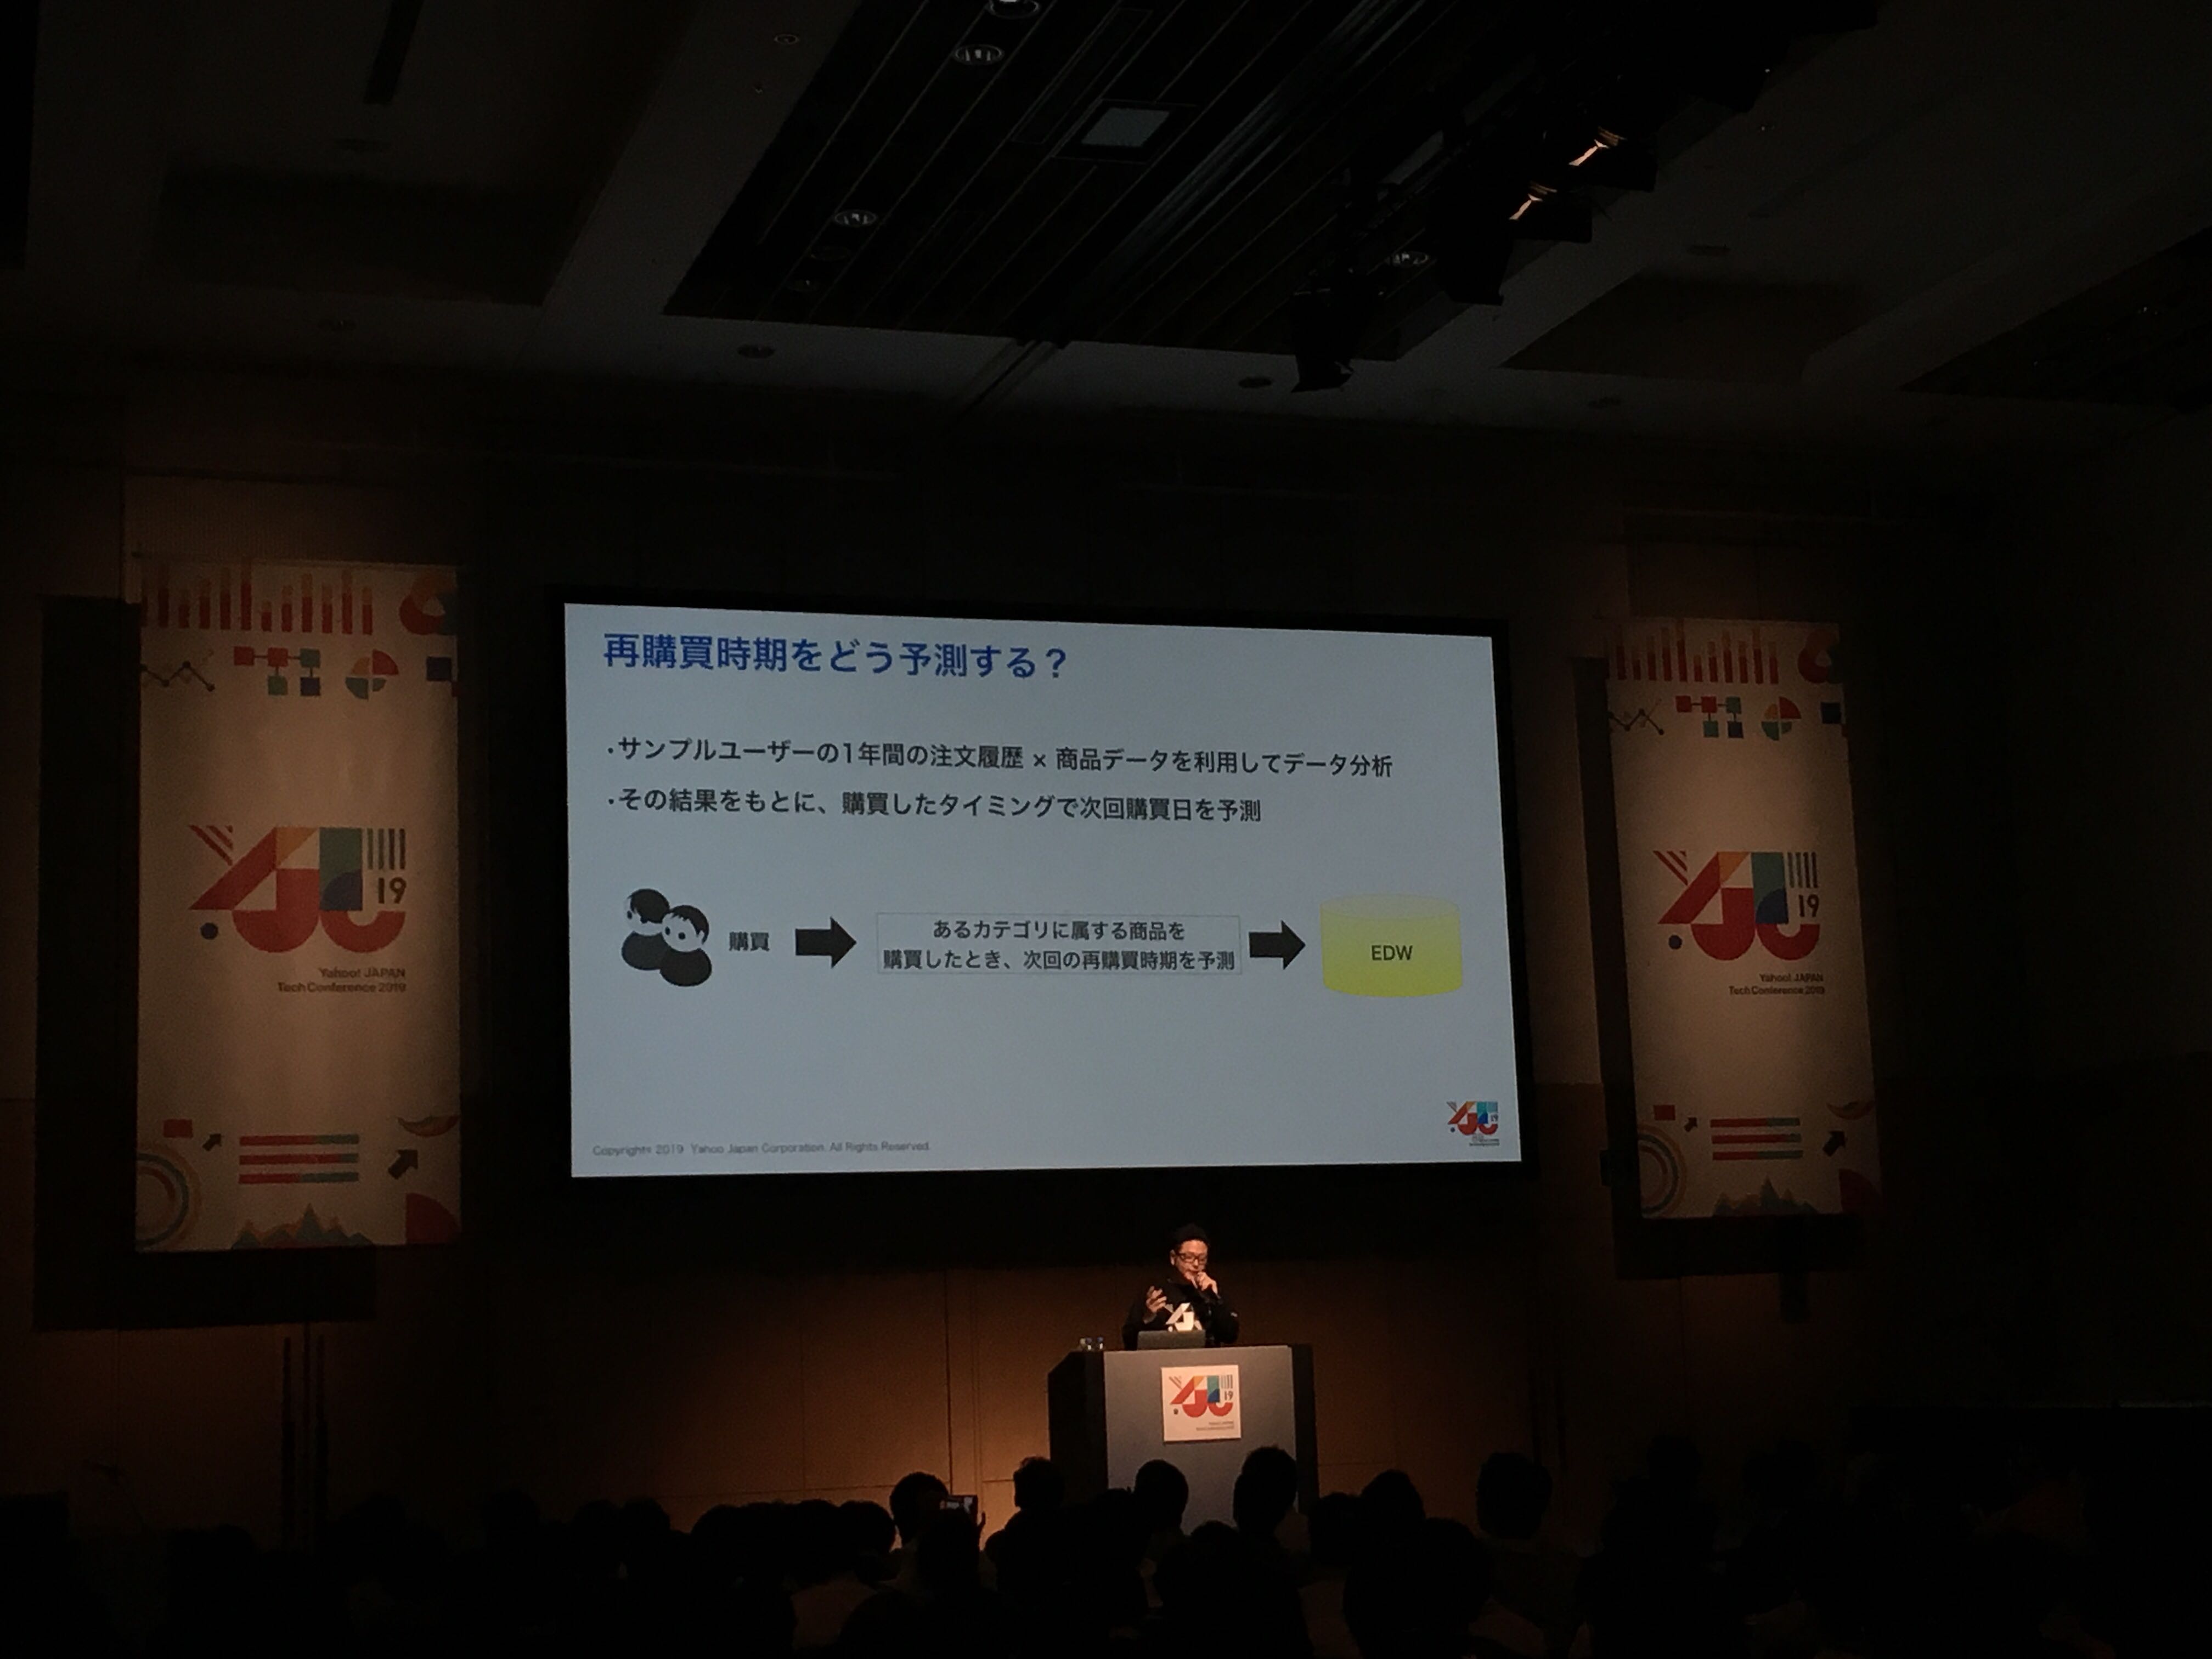 再購買時期をどう予測する？
・サンプルユーザーの1年間の注文履歴 × 商品データを利用してデータ分析
・その結果をもとに、購買したタイミングで次回購買日を予測
購買
あるカテゴリに属する商品を
購買したとき、次回の再購買時期を予測
EDW
Copyrights 2019 Yahoo Japan Corporation. All Rights Reserved.
19
Yahoo! JAPAN
Tech Conference 2019
19
Yahoo! JAPAN
Tech Conference 2019
19